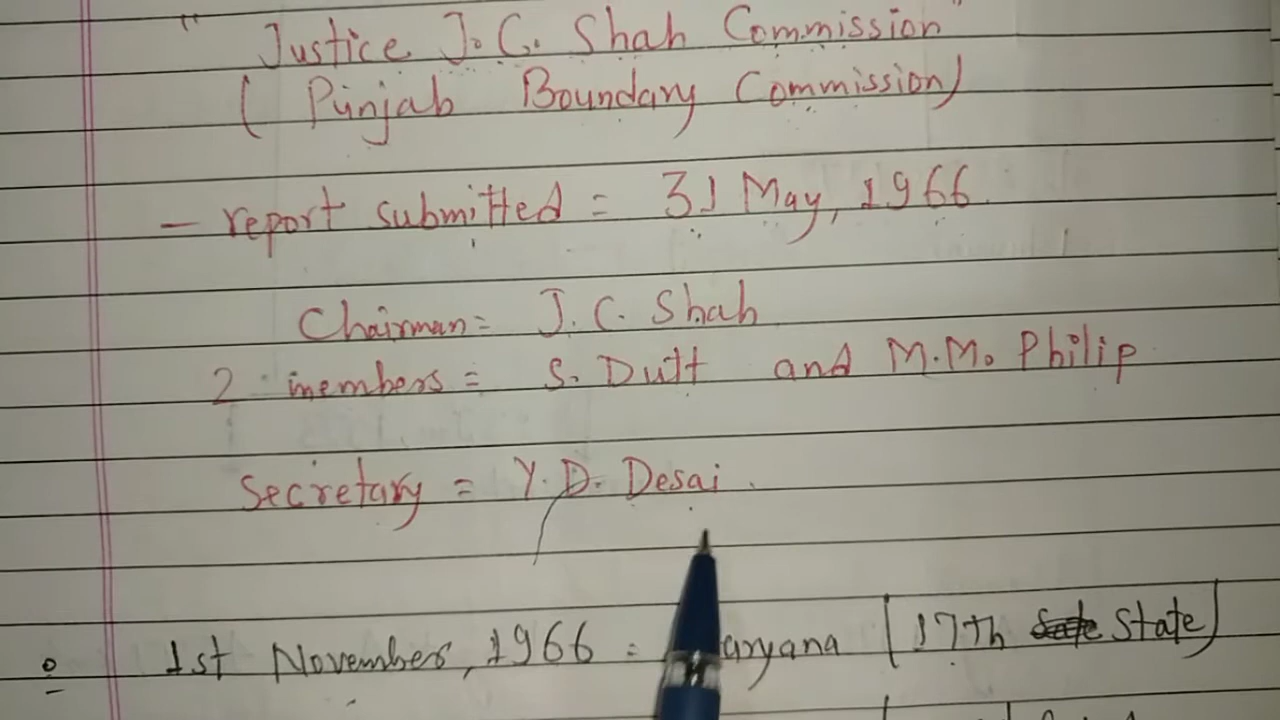 "Justice J. C. Shah Commission"
( Punjab Boundary Commission)
— report submitted = 31 May, 1966.
Chairman = J. C. Shah
2 members = S. Dutt and M.M. Philip
Secretary = Y. D. Desai.
1st November, 1966 = aryana [17th State]